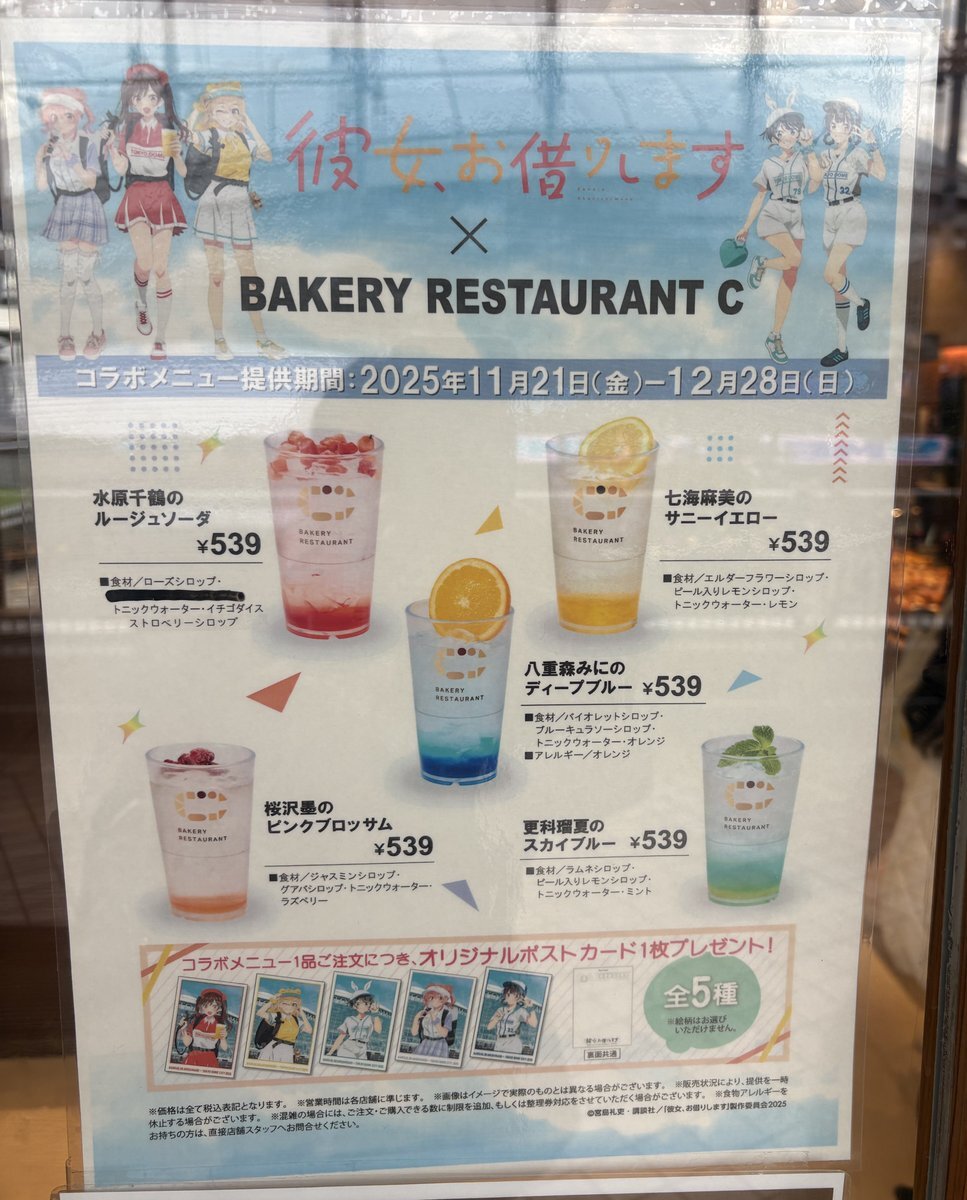 彼女、お借りします
×
BAKERY RESTAURANT C
コラボメニュー提供期間:2025年11月21日(金)ー12月28日(日)
水原千鶴の
ルージュソーダ
¥539
■食材/ローズシロップ・
トニックウォーター・イチゴダイス
ストロベリーシロップ
七海麻美の
サニーイエロー
¥539
■食材/エルダーフラワーシロップ・
ピール入りレモンシロップ・
トニックウォーター・レモン
八重森みにの
ディープブルー ¥539
■食材/バイオレットシロップ・
ブルーキュラソーシロップ・
トニックウォーター・オレンジ
■アレルギー/オレンジ
桜沢墨の
ピンクブロッサム
¥539
■食材/ジャスミンシロップ・
グアバシロップ・トニックウォーター・
ラズベリー
更科瑠夏の
スカイブルー ¥539
■食材/ラムネシロップ・
ピール入りレモンシロップ・
トニックウォーター・ミント
BAKERY
RESTAURANT
BAKERY
RESTAURANT
BAKERY
RESTAURANT
BAKERY
RESTAURANT
BAKERY
RESTAURANT
コラボメニュー1品ご注文につき、オリジナルポストカード1枚プレゼント!
全5種
※絵柄はお選び
いただけません。
裏面共通
※価格は全て税込表記となります。 ※営業時間は各店舗に準じます。 ※画像はイメージで実際のものとは異なる場合がございます。 ※販売状況により、提供を一時
休止する場合がございます。 ※混雑の場合には、ご注文・ご購入できる数に制限を追加、もしくは整理券対応をさせていただく場合がございます。 ※食物アレルギーを
お持ちの方は、直接店舗スタッフへお問合せください。
©宮島礼吏・講談社/「彼女、お借りします」製作委員会2025